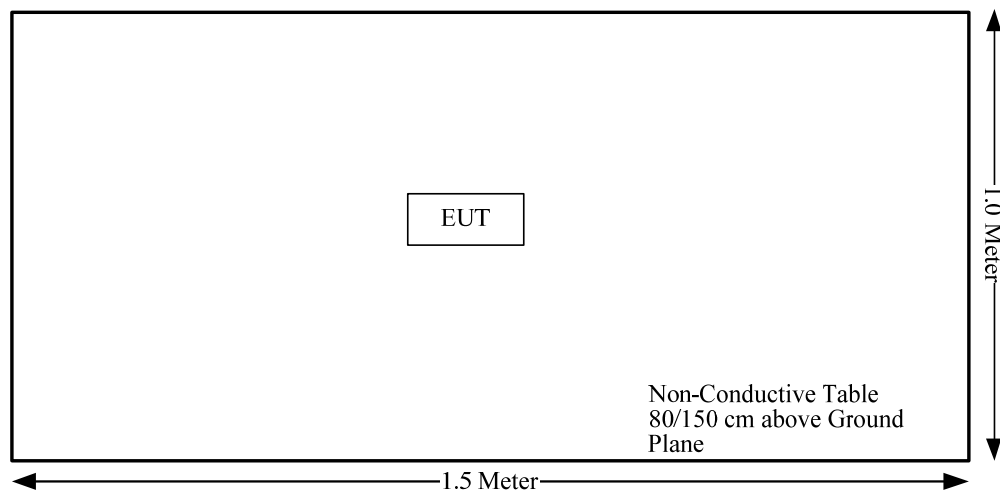 EUT
1.0 Meter
Non-Conductive Table
80/150 cm above Ground
Plane
1.5 Meter